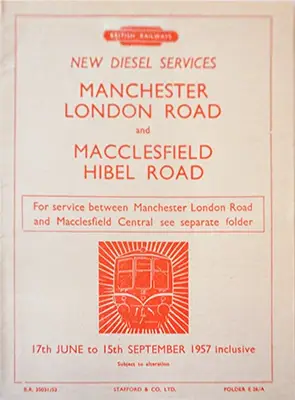 BRITISH RAILWAYS
NEW DIESEL SERVICES
MANCHESTER
LONDON ROAD
and
MACCLESFIELD
HIBEL ROAD
For service between Manchester London Road
and Macclesfield Central see separate folder
17th JUNE to 15th SEPTEMBER 1957 inclusive
Subject to alteration
STAFFORD & CO. LTD.